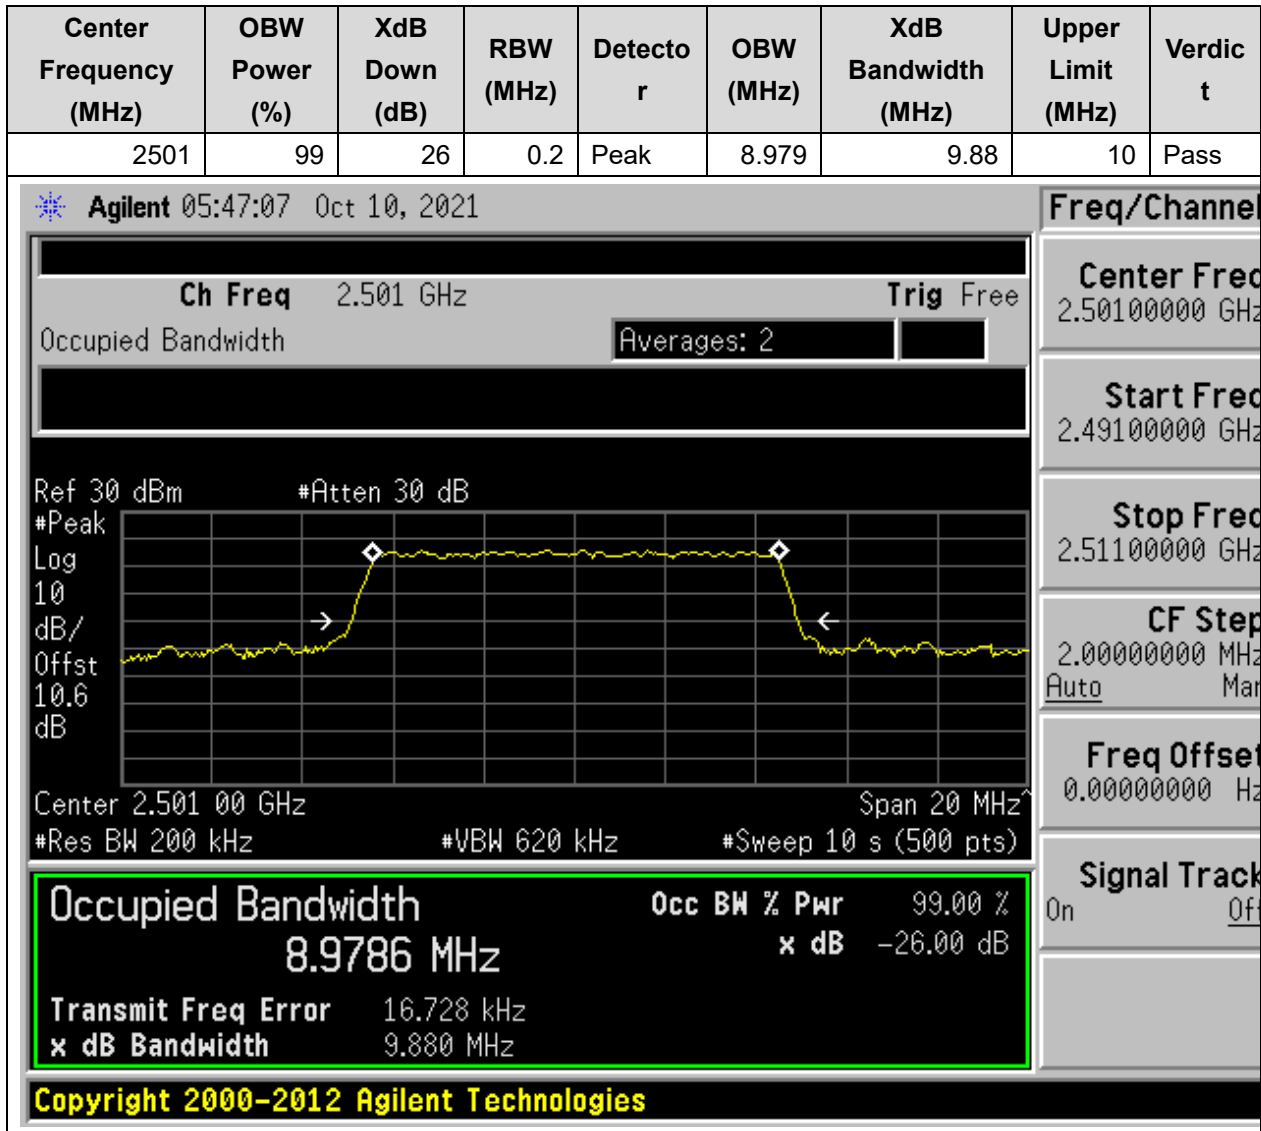 Center Frequency (MHz) OBW Power (%) XdB Down (dB) RBW (MHz) Detector OBW (MHz) XdB Bandwidth (MHz) Upper Limit (MHz) Verdict
2501 99 26 0.2 Peak 8.979 9.88 10 Pass
Agilent 05:47:07 Oct 10, 2021
Freq/Channel
Ch Freq 2.501 GHz Trig Free
Occupied Bandwidth Averages: 2
Center Freq
2.50100000 GHz
Start Freq
2.49100000 GHz
Stop Freq
2.51100000 GHz
CF Step
2.00000000 MHz
Auto Man
Freq Offset
0.00000000 Hz
Signal Track
On Off
Ref 30 dBm #Atten 30 dB
#Peak
Log
10
dB/
Offst
10.6
dB
Center 2.501 00 GHz Span 20 MHz^
#Res BW 200 kHz #VBW 620 kHz #Sweep 10 s (500 pts)
Occupied Bandwidth Occ BW % Pwr 99.00 %
8.9786 MHz x dB -26.00 dB
Transmit Freq Error 16.728 kHz
x dB Bandwidth 9.880 MHz
Copyright 2000-2012 Agilent Technologies